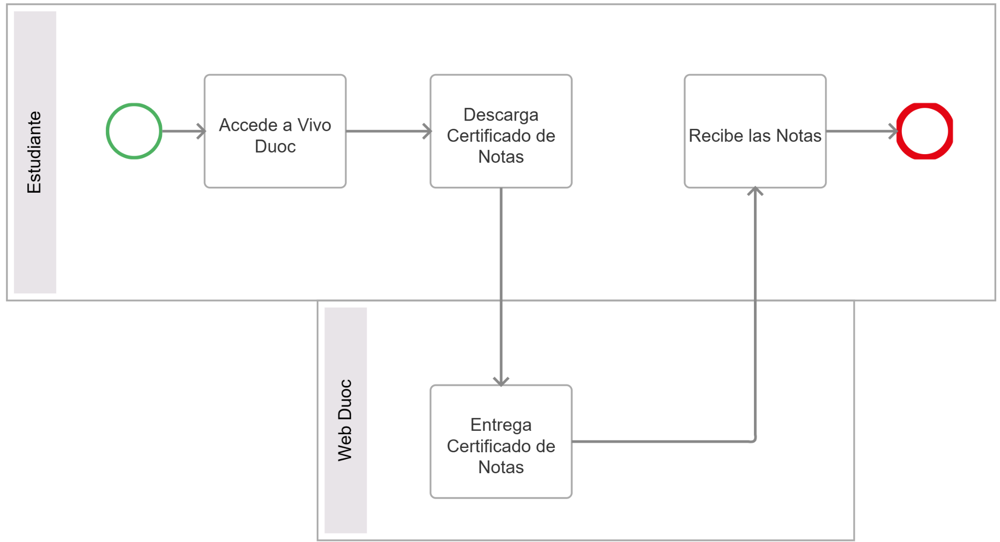 Estudiante
Accede a Vivo
Duoc
Descarga
Certificado de
Notas
Recibe las Notas
Web Duoc
Entrega
Certificado de
Notas